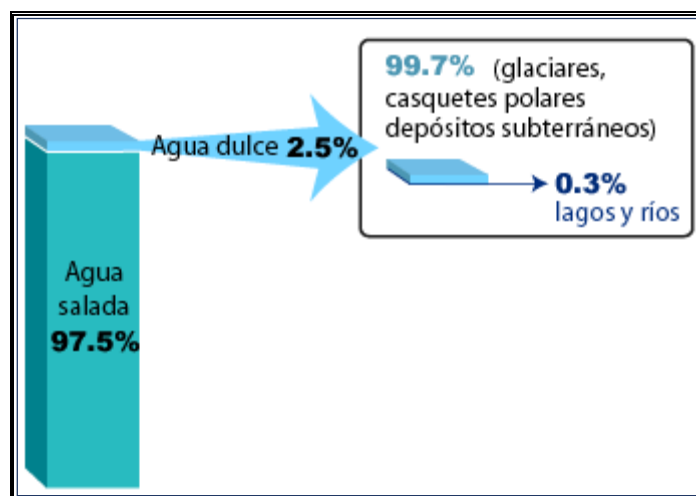 99.7% (glaciares,
casquetes polares
depósitos subterráneos)
Agua dulce 2.5%
0.3%
lagos y ríos
Agua
salada
97.5%